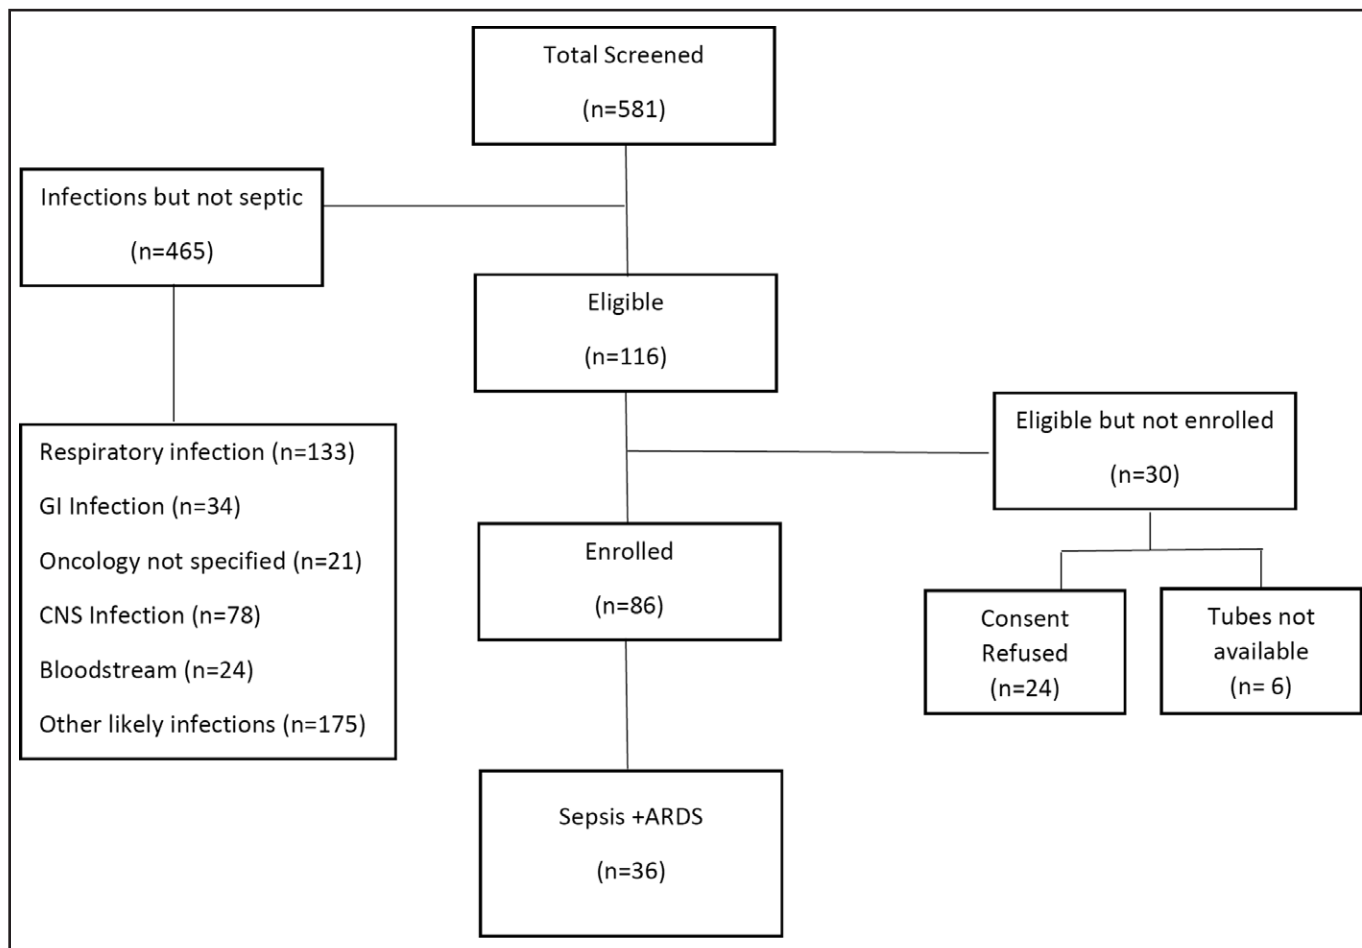 Total Screened
(n=581)
Infections but not septic
(n=465)
Eligible
(n=116)
Respiratory infection (n=133)
GI Infection (n=34)
Oncology not specified (n=21)
CNS Infection (n=78)
Bloodstream (n=24)
Other likely infections (n=175)
Eligible but not enrolled
(n=30)
Enrolled
(n=86)
Consent
Refused
(n=24)
Tubes not
available
(n= 6)
Sepsis +ARDS
(n=36)